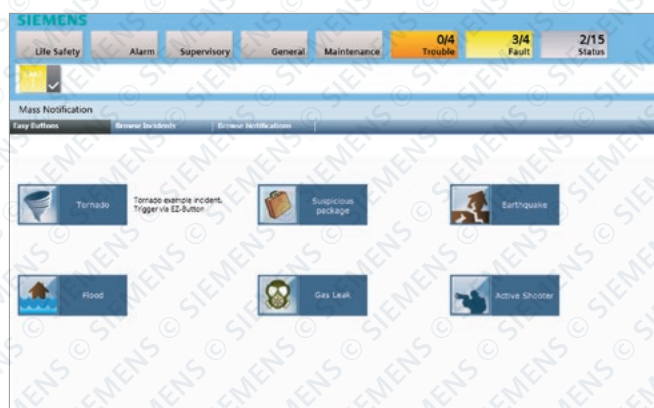 SIEMENS
Life Safety
Alarm
Supervisory
General
Maintenance
0/4
Trouble
3/4
Fault
2/15
Status
Mass Notification
Easy Buttons
Browse Incidents
Browse Notifications
Tornado
Tornado example incident.
Trigger via EZ-Button
Suspicious
package
Earthquake
Flood
Gas Leak
Active Shooter
© SIEMENS